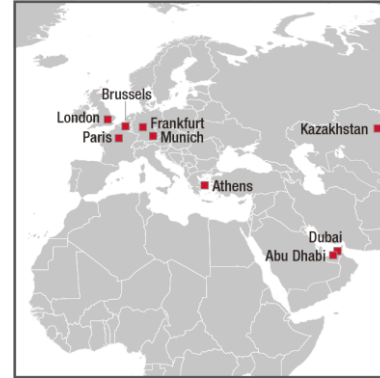 Brussels
London
Frankfurt
Paris
Munich
Kazakhstan
Athens
Dubai
Abu Dhabi